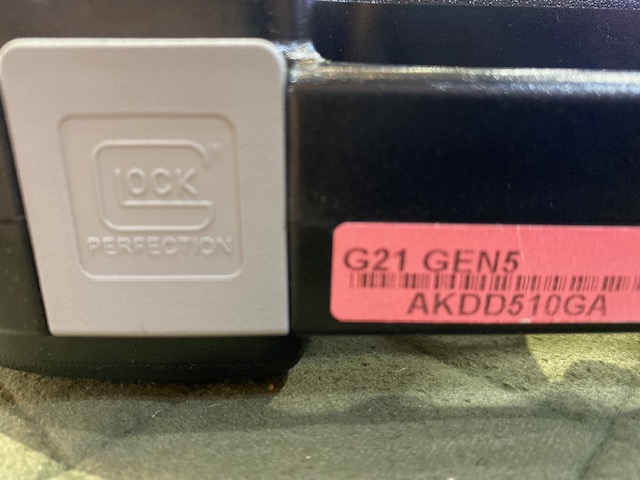 GLOCK
PERFECTION
G21 GEN5
AKDD510GA